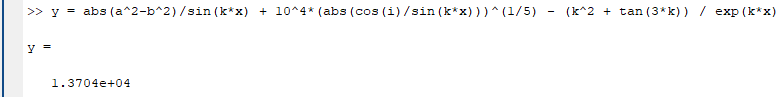 >> y = abs(a^2-b^2)/sin(k*x) + 10^4*(abs(cos(i)/sin(k*x)))^(1/5) - (k^2 + tan(3*k)) / exp(k*x)
y =
1.3704e+04